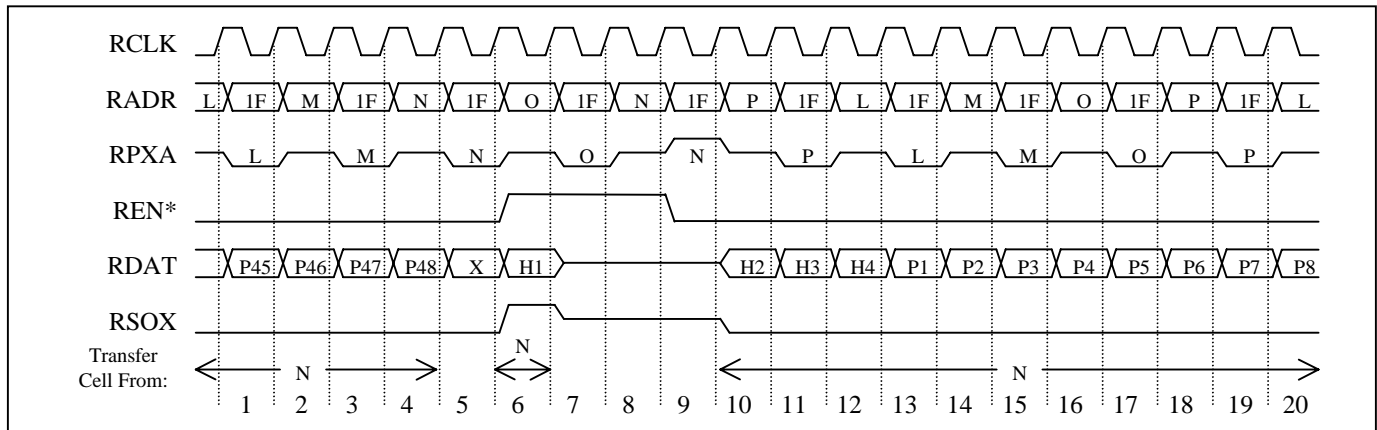 RCLK
RADR L 1F M 1F N 1F O 1F N 1F P 1F L 1F M 1F O 1F P 1F L
RPXA L M N O N P L M O P
REN*
RDAT P45 P46 P47 P48 X H1 H2 H3 H4 P1 P2 P3 P4 P5 P6 P7 P8
RSOX
Transfer
Cell From: N N N
1 2 3 4 5 6 7 8 9 10 11 12 13 14 15 16 17 18 19 20